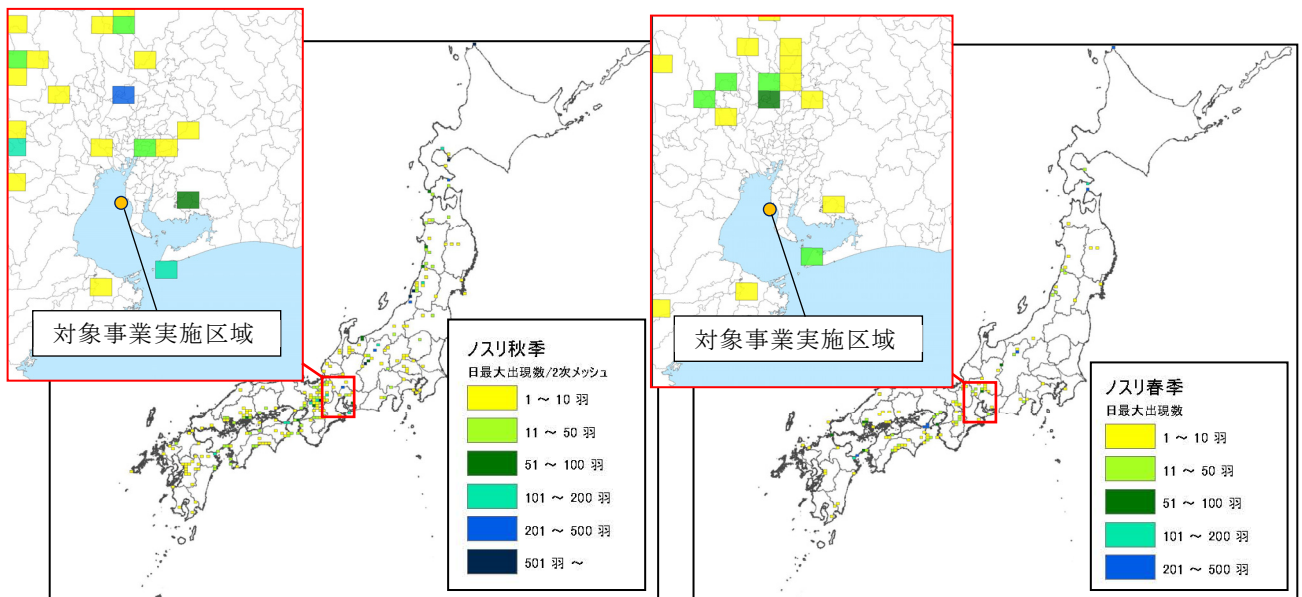 対象事業実施区域
ノスリ秋季
日最大出現数/2次メッシュ
1 ～ 10 羽
11 ～ 50 羽
51 ～ 100 羽
101 ～ 200 羽
201 ～ 500 羽
501 羽 ～
対象事業実施区域
ノスリ春季
日最大出現数
1 ～ 10 羽
11 ～ 50 羽
51 ～ 100 羽
101 ～ 200 羽
201 ～ 500 羽